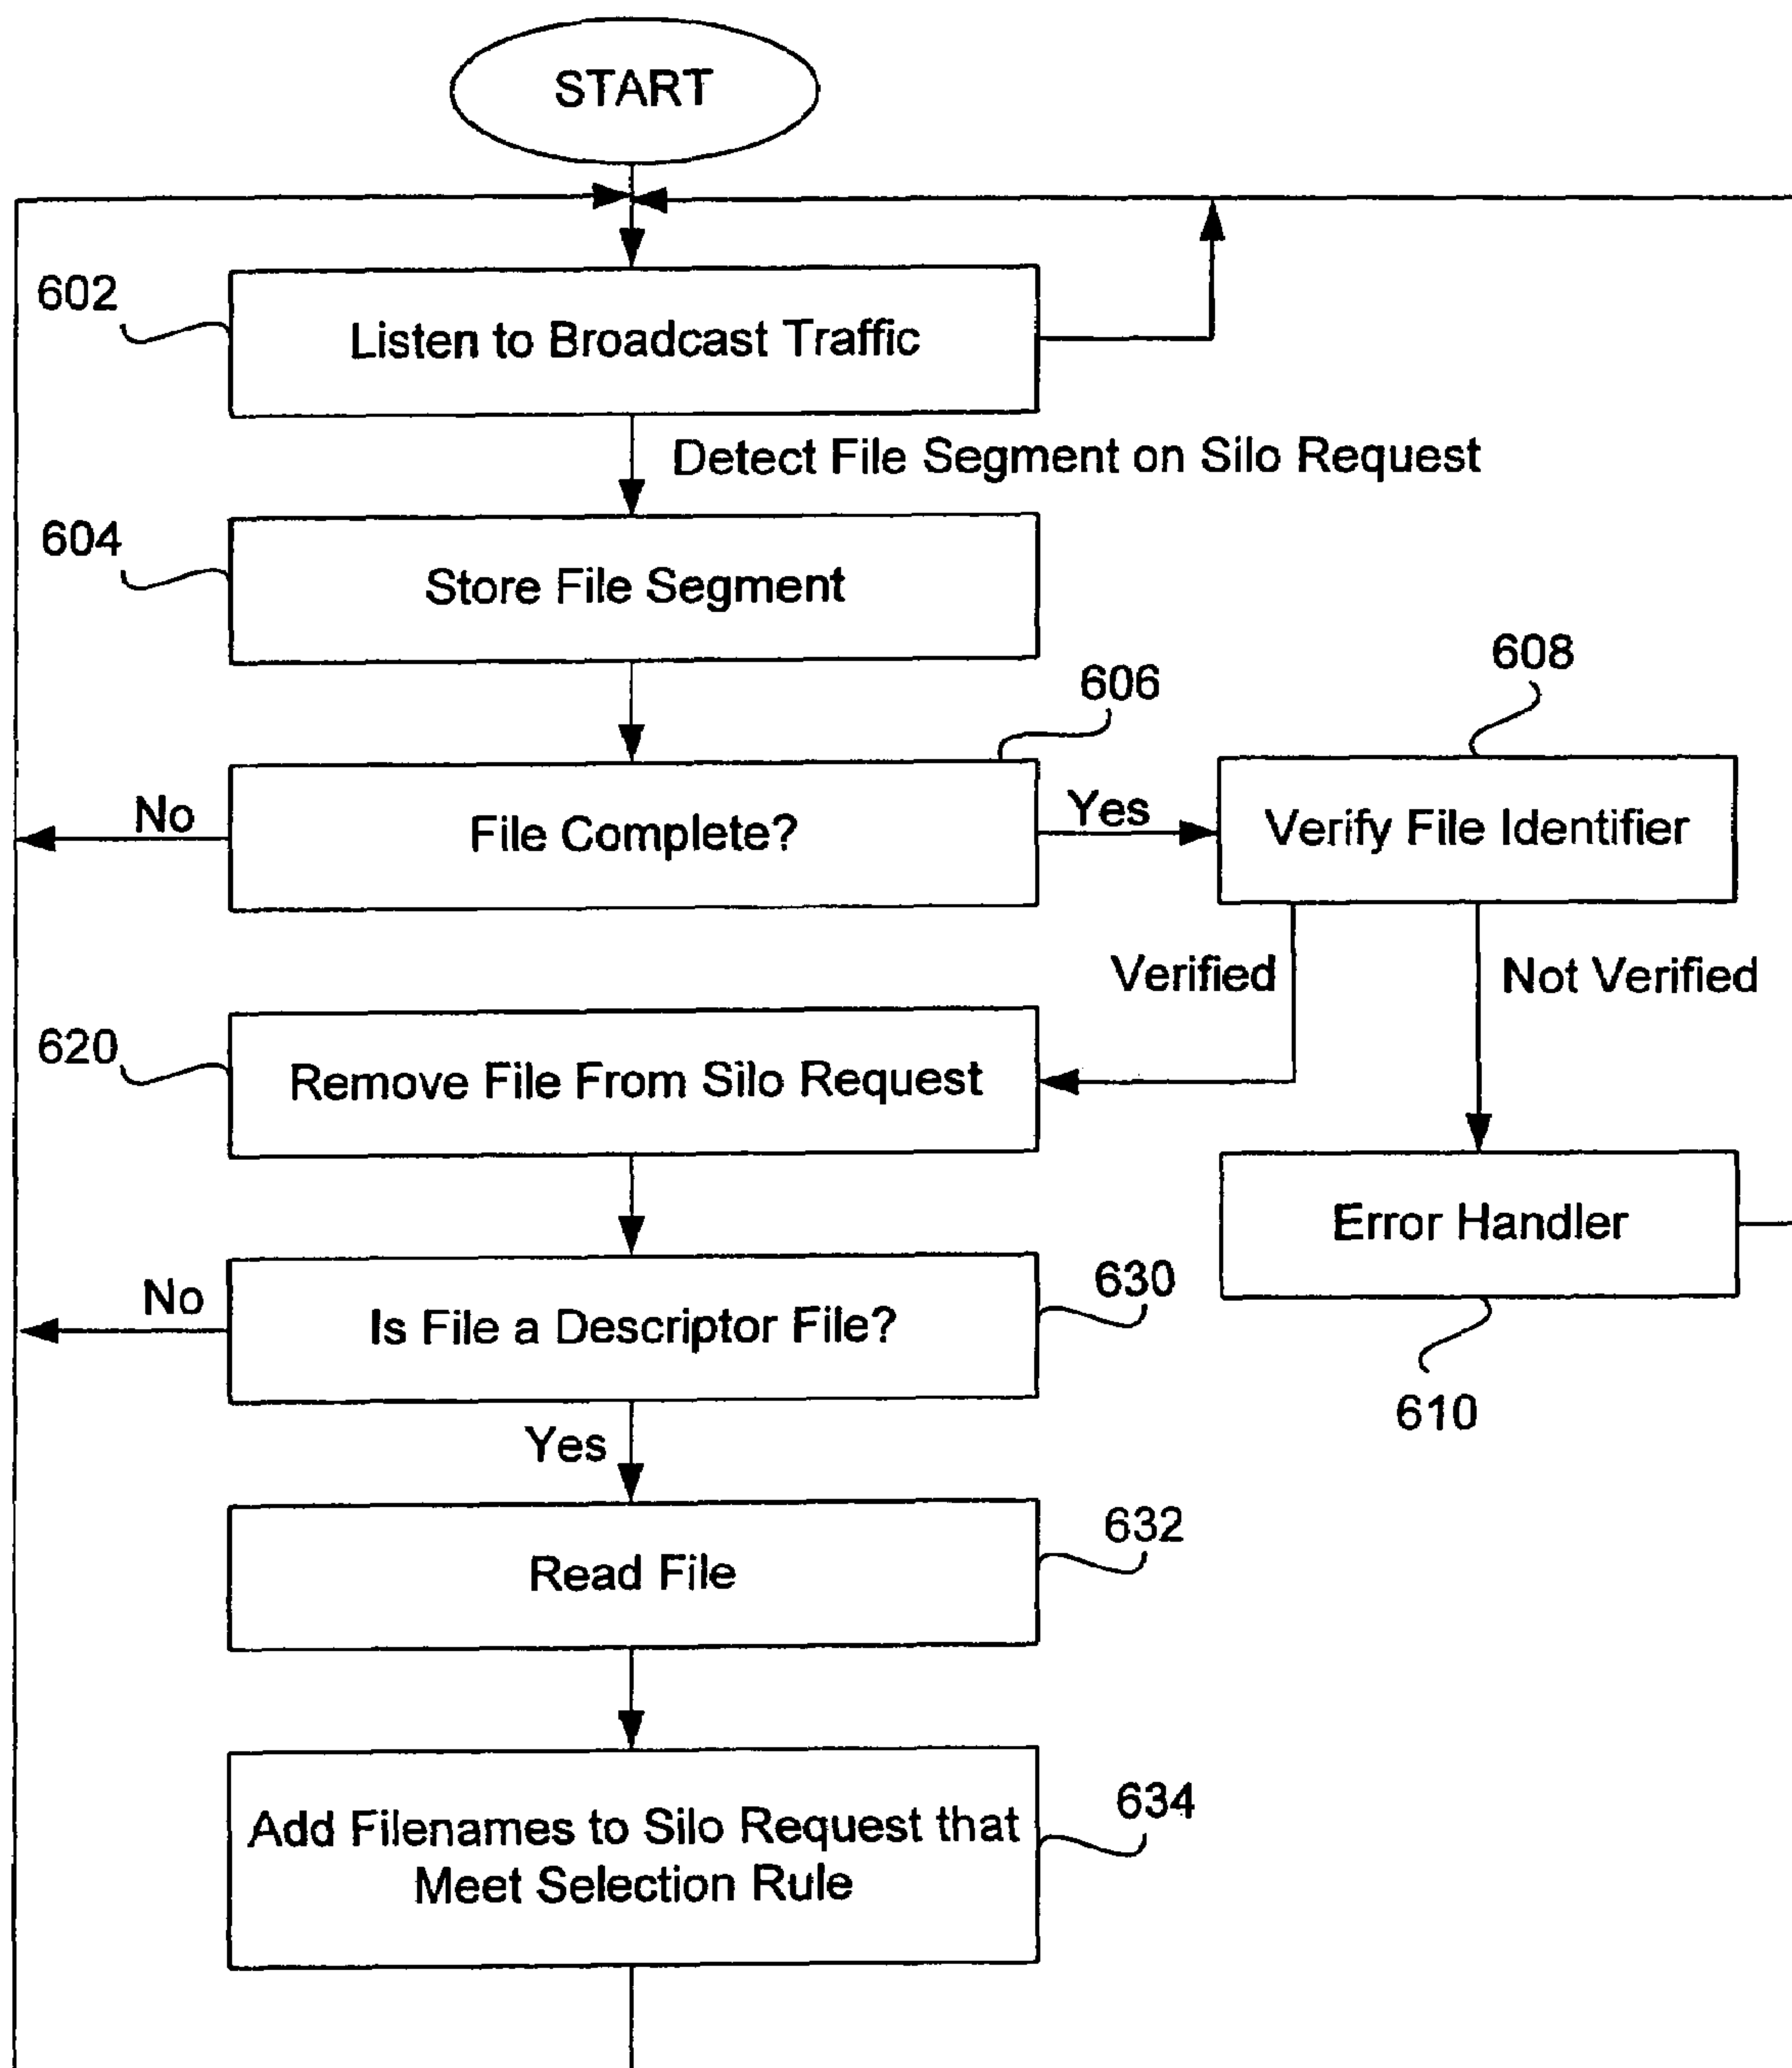 START
602
Listen to Broadcast Traffic
Detect File Segment on Silo Request
604
Store File Segment
606
608
No
File Complete?
Yes
Verify File Identifier
Verified
Not Verified
620
Remove File From Silo Request
Error Handler
610
No
Is File a Descriptor File?
630
Yes
Read File
632
Add Filenames to Silo Request that
Meet Selection Rule
634